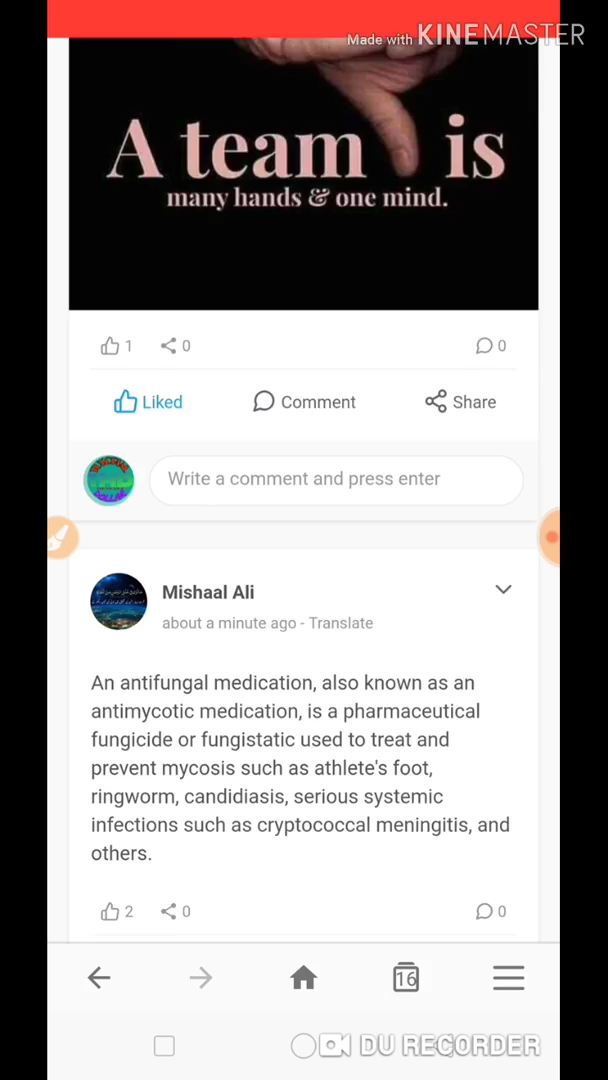 Made with KINEMASTER
A team is
many hands & one mind.
1 0 0
Liked Comment Share
Write a comment and press enter
Mishaal Ali
about a minute ago - Translate
An antifungal medication, also known as an
antimycotic medication, is a pharmaceutical
fungicide or fungistatic used to treat and
prevent mycosis such as athlete's foot,
ringworm, candidiasis, serious systemic
infections such as cryptococcal meningitis, and
others.
2 0 0
16
DU RECORDER